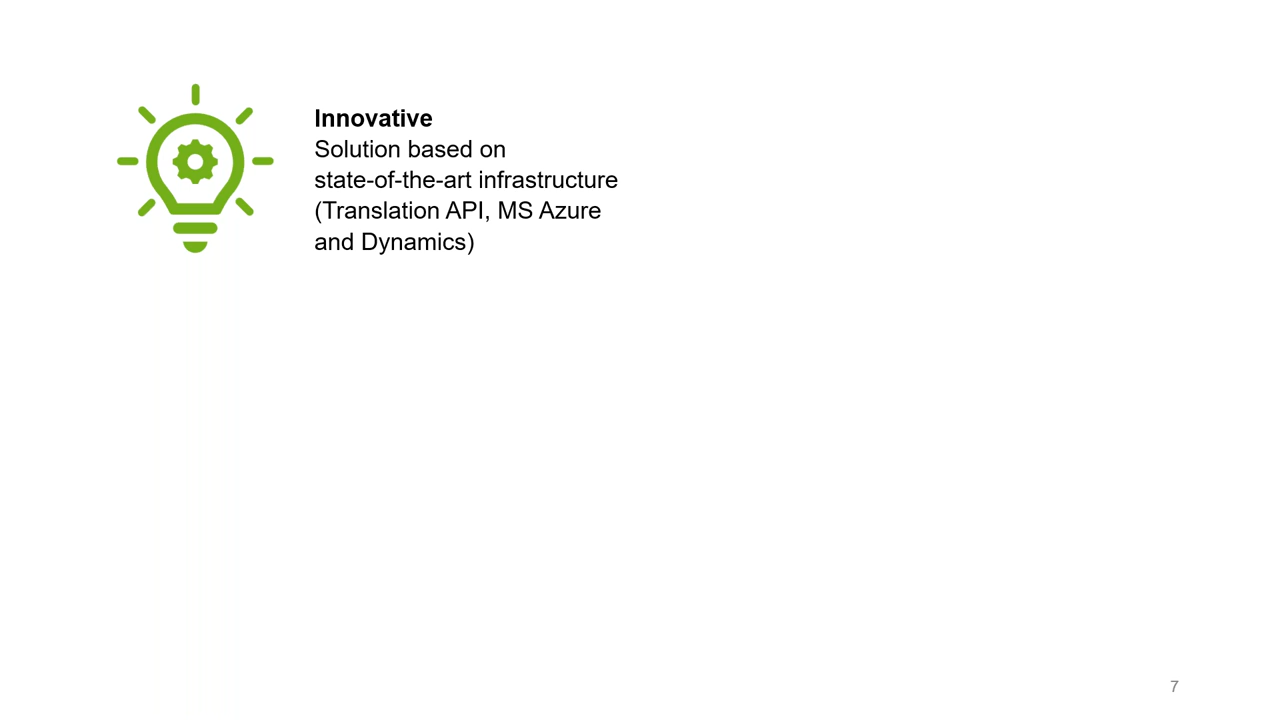 Innovative
Solution based on
state-of-the-art infrastructure
(Translation API, MS Azure
and Dynamics)
7